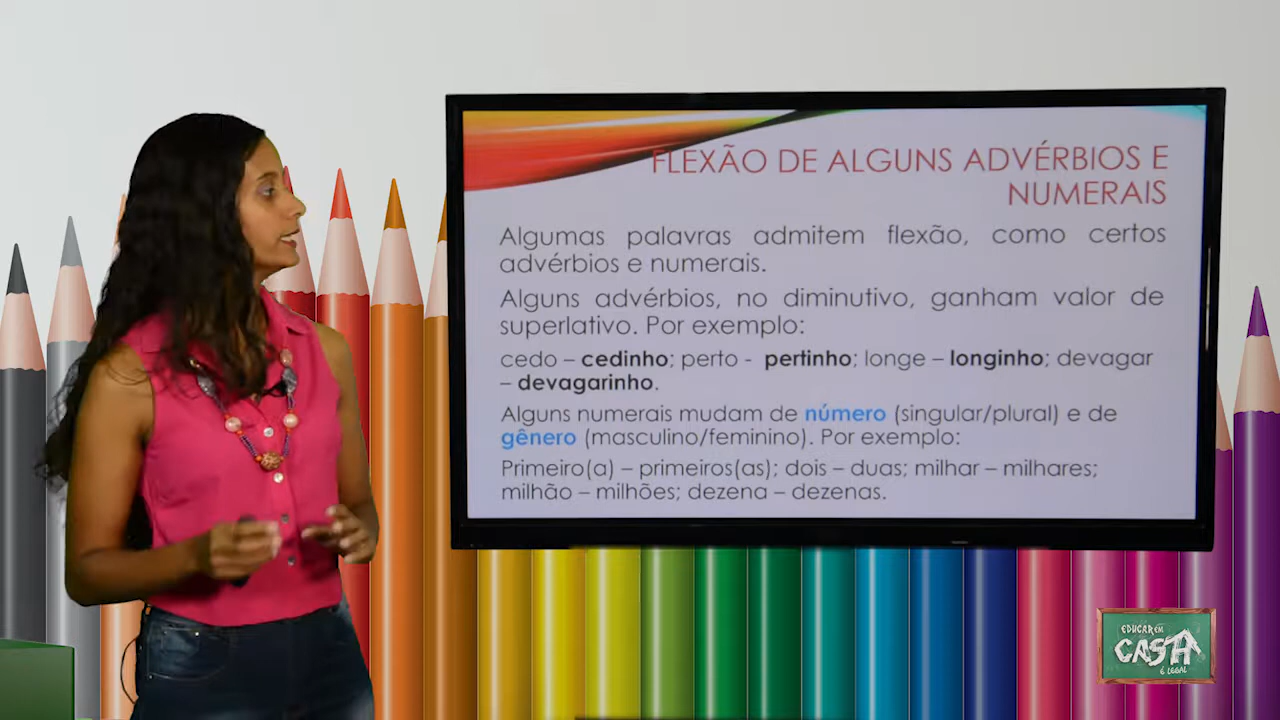 FLEXÃO DE ALGUNS ADVÉRBIOS E
NUMERAIS
Algumas palavras admitem flexão, como certos
advérbios e numerais.
Alguns advérbios, no diminutivo, ganham valor de
superlativo. Por exemplo:
cedo – cedinho; perto - pertinho; longe – longinho; devagar
– devagarinho.
Alguns numerais mudam de número (singular/plural) e de
gênero (masculino/feminino). Por exemplo:
Primeiro(a) – primeiros(as); dois – duas; milhar – milhares;
milhão – milhões; dezena – dezenas.
EDUCAR EM
CASA
É LEGAL